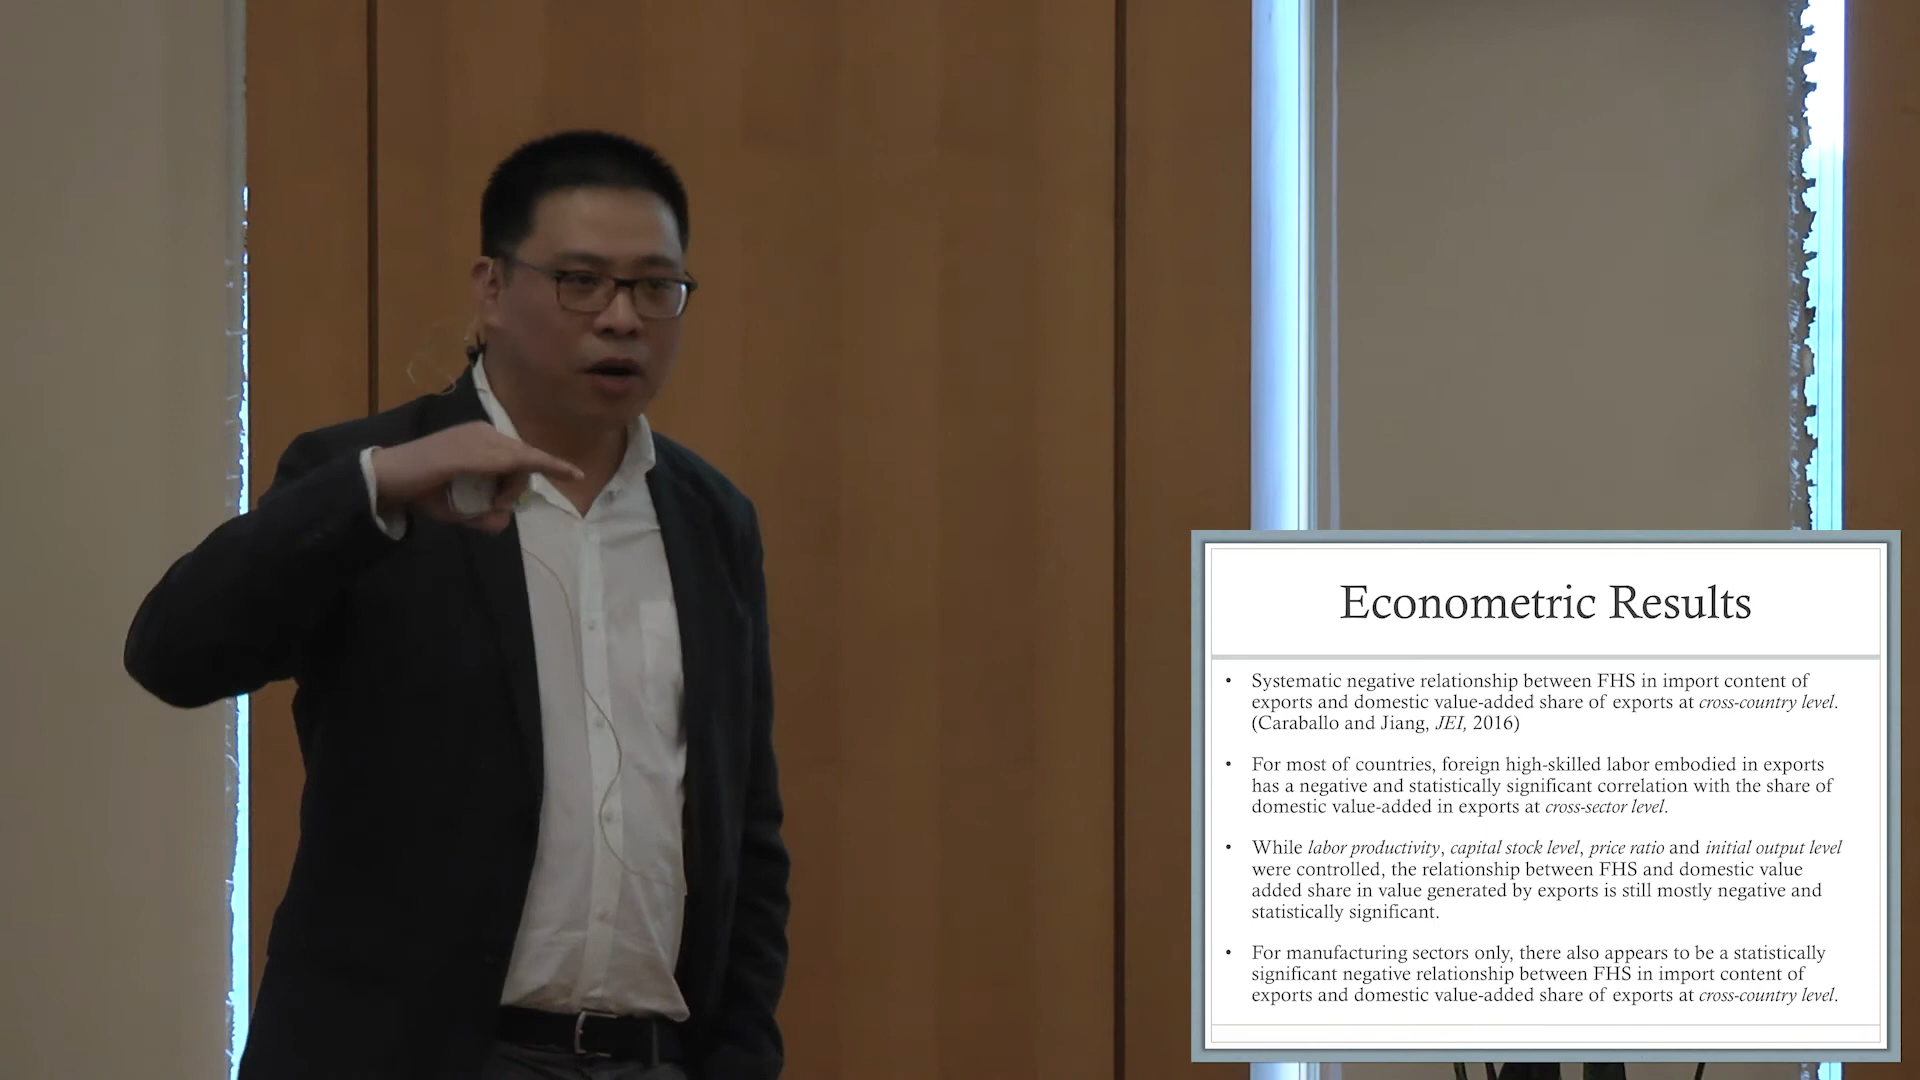 Econometric Results
• Systematic negative relationship between FHS in import content of
exports and domestic value-added share of exports at cross-country level.
(Caraballo and Jiang, JEI, 2016)
• For most of countries, foreign high-skilled labor embodied in exports
has a negative and statistically significant correlation with the share of
domestic value-added in exports at cross-sector level.
• While labor productivity, capital stock level, price ratio and initial output level
were controlled, the relationship between FHS and domestic value
added share in value generated by exports is still mostly negative and
statistically significant.
• For manufacturing sectors only, there also appears to be a statistically
significant negative relationship between FHS in import content of
exports and domestic value-added share of exports at cross-country level.